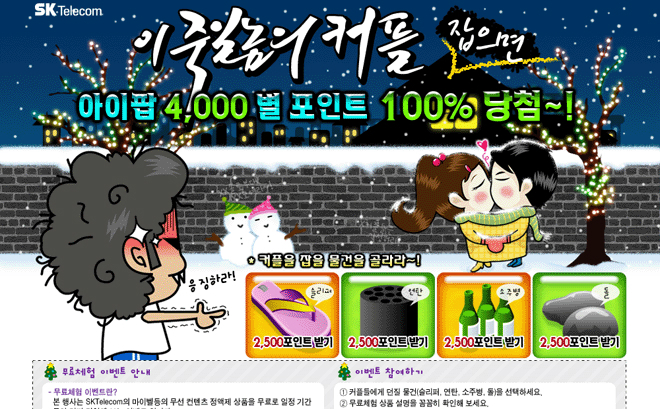 SK Telecom
이 죽일놈의 커플 잡으면
아이팝 4,000 별 포인트 100% 당첨~!
* 커플을 잡을 물건을 골라라~!
응징하라!
슬리퍼
연탄
소주병
돌
2,500포인트 받기
2,500포인트 받기
2,500포인트 받기
2,500포인트 받기
무료체험 이벤트 안내
- 무료체험 이벤트란?
본 행사는 SKTelecom의 마이벨등의 무선 컨텐츠 정액제 상품을 무료로 일정 기간
이벤트 참여하기
① 커플들에게 던질 물건(슬리퍼, 연탄, 소주병, 돌)을 선택하세요.
② 무료체험 상품 설명을 꼼꼼히 확인해 보세요.